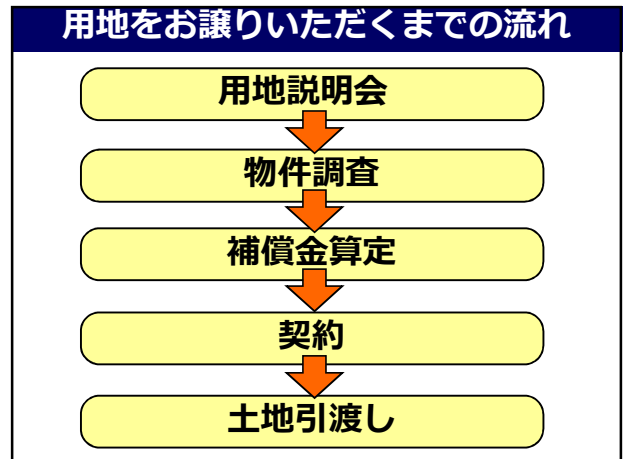 用地をお譲りいただくまでの流れ
用地説明会
物件調査
補償金算定
契約
土地引渡し